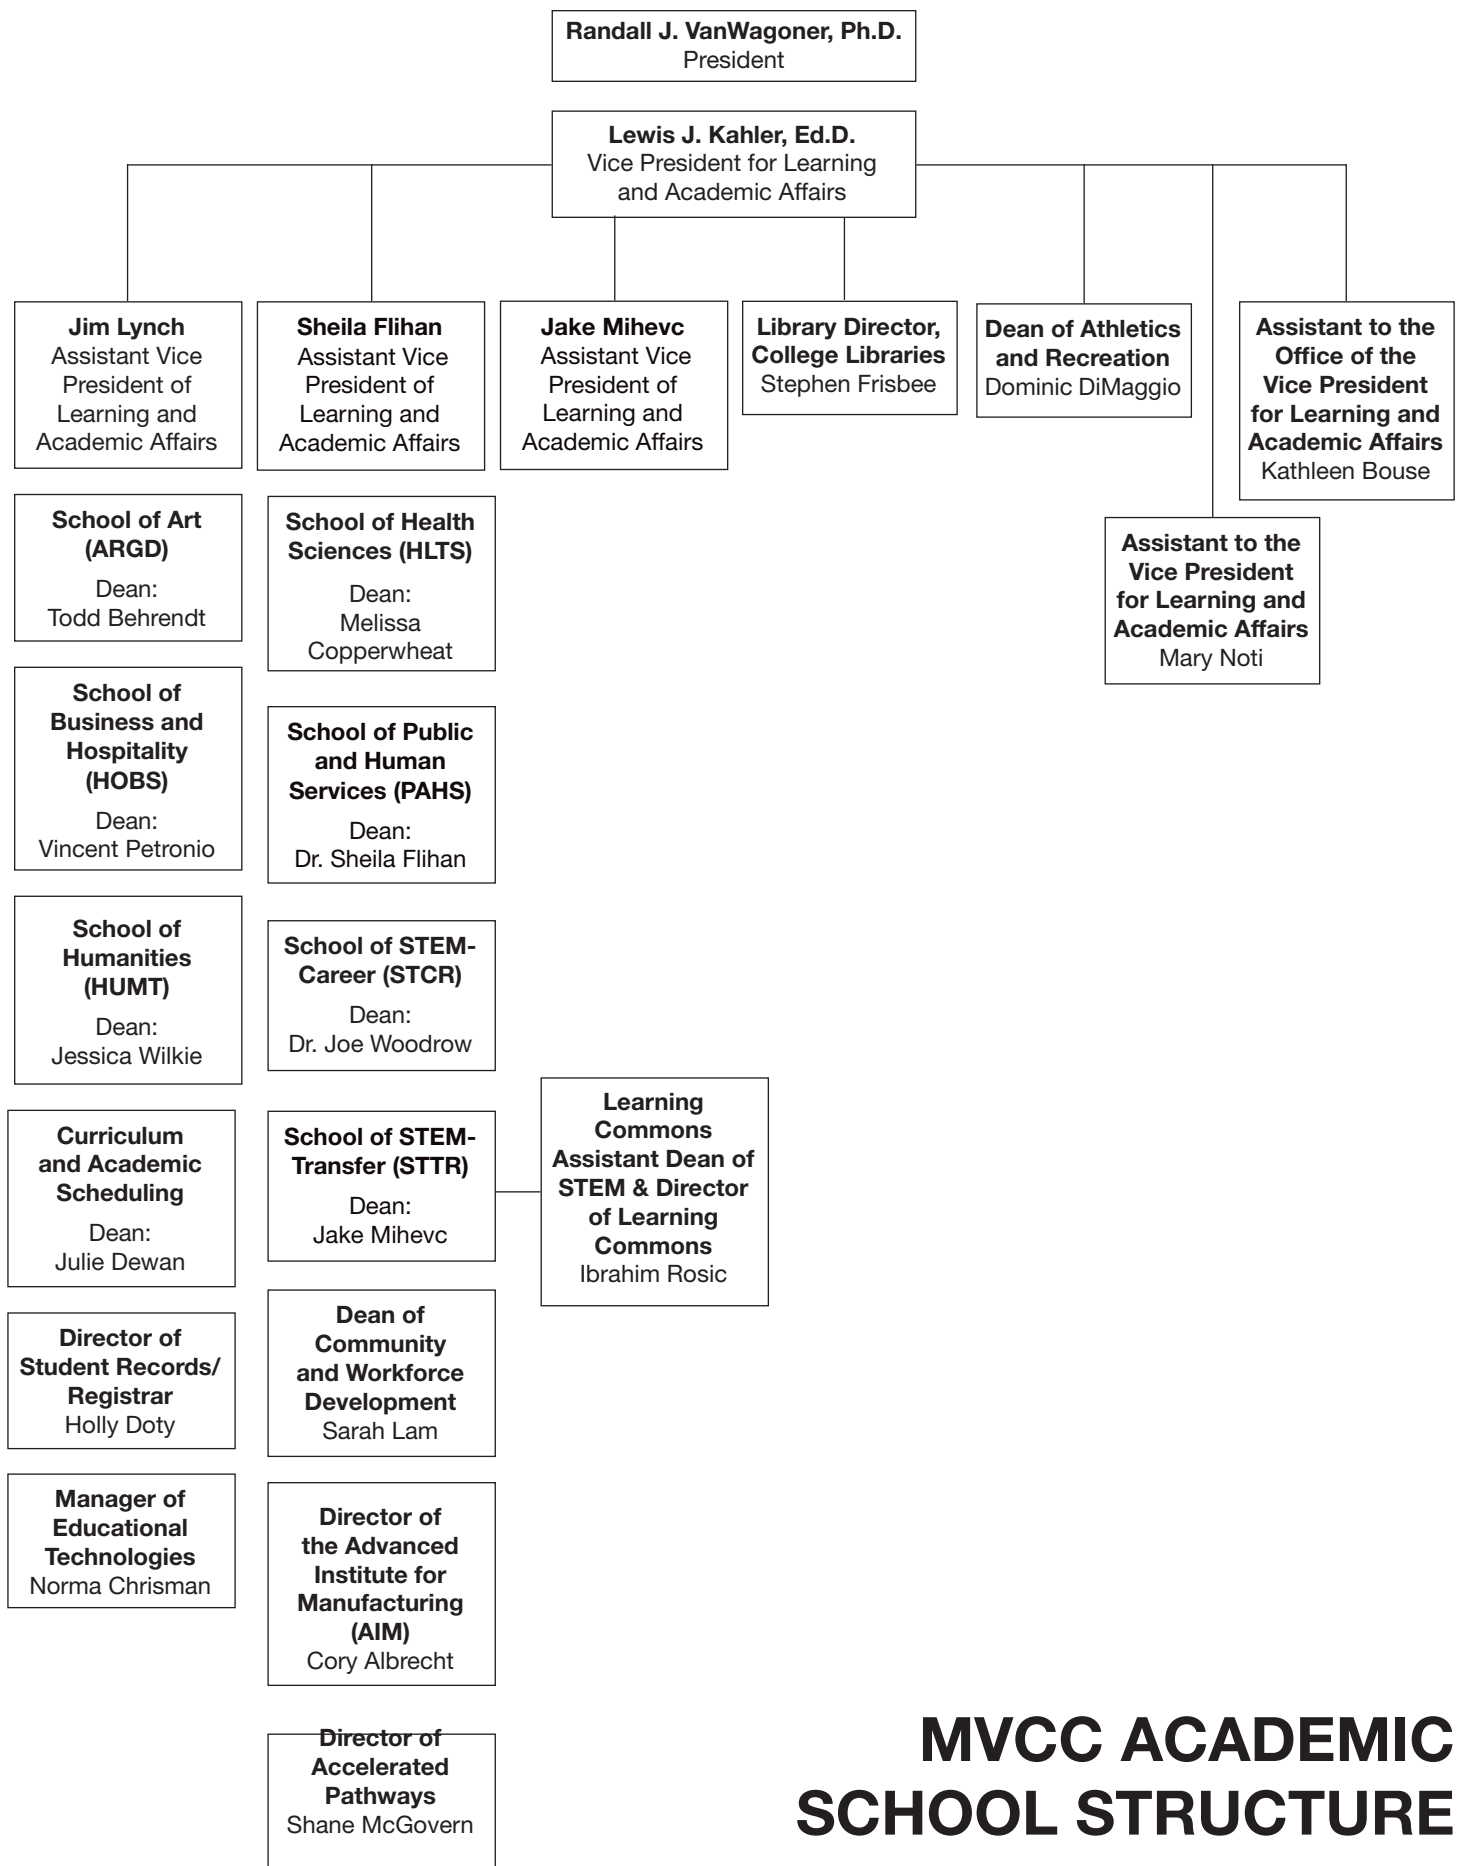 Randall J. VanWagoner, Ph.D.
President
Lewis J. Kahler, Ed.D.
Vice President for Learning
and Academic Affairs
Jim Lynch
Assistant Vice
President of
Learning and
Academic Affairs
Sheila Flihan
Assistant Vice
President of
Learning and
Academic Affairs
Jake Mihevc
Assistant Vice
President of
Learning and
Academic Affairs
Library Director,
College Libraries
Stephen Frisbee
Dean of Athletics
and Recreation
Dominic DiMaggio
Assistant to the
Office of the
Vice President
for Learning and
Academic Affairs
Kathleen Bouse
Assistant to the
Vice President
for Learning and
Academic Affairs
Mary Noti
School of Art
(ARGD)
Dean:
Todd Behrendt
School of
Business and
Hospitality
(HOBS)
Dean:
Vincent Petronio
School of
Humanities
(HUMT)
Dean:
Jessica Wilkie
Curriculum
and Academic
Scheduling
Dean:
Julie Dewan
Director of
Student Records/
Registrar
Holly Doty
Manager of
Educational
Technologies
Norma Chrisman
School of Health
Sciences (HLTS)
Dean:
Melissa
Copperwheat
School of Public
and Human
Services (PAHS)
Dean:
Dr. Sheila Flihan
School of STEM-
Career (STCR)
Dean:
Dr. Joe Woodrow
School of STEM-
Transfer (STTR)
Dean:
Jake Mihevc
Learning
Commons
Assistant Dean of
STEM & Director
of Learning
Commons
Ibrahim Rosic
Dean of
Community
and Workforce
Development
Sarah Lam
Director of
the Advanced
Institute for
Manufacturing
(AIM)
Cory Albrecht
Director of
Accelerated
Pathways
Shane McGovern
MVCC ACADEMIC
SCHOOL STRUCTURE